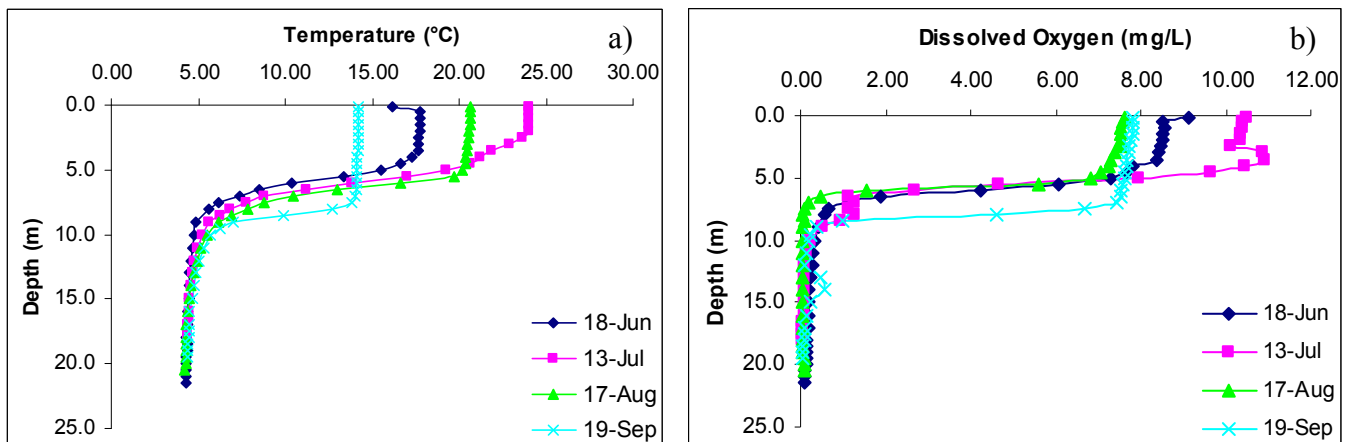 Temperature (°C)
a)
0.00 5.00 10.00 15.00 20.00 25.00 30.00
0.0
5.0
10.0
15.0
20.0
25.0
Depth (m)
18-Jun
13-Jul
17-Aug
19-Sep
Dissolved Oxygen (mg/L)
b)
0.00 2.00 4.00 6.00 8.00 10.00 12.00
0.0
5.0
10.0
15.0
20.0
25.0
Depth (m)
18-Jun
13-Jul
17-Aug
19-Sep